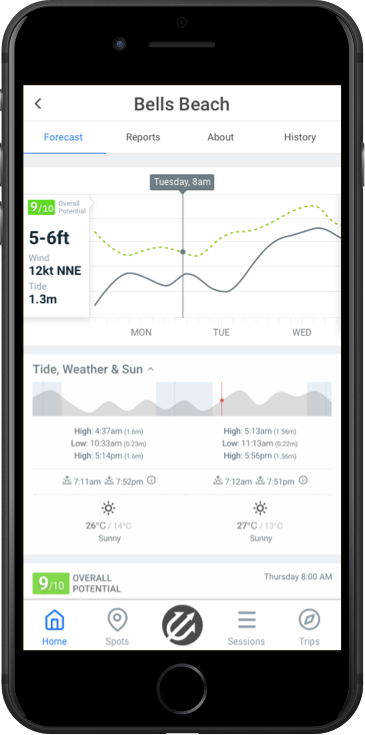 Bells Beach
Forecast Reports About History
Tuesday, 8am
9/10 Overall Potential
5-6ft
Wind
12kt NNE
Tide
1.3m
MON TUE WED
Tide, Weather & Sun
High: 4:37am (1.6m) High: 5:13am (1.56m)
Low: 10:33am (0.23m) Low: 11:13am (0.22m)
High: 5:14pm (1.6m) High: 5:56pm (1.56m)
7:11am 7:52pm 7:12am 7:51pm
26°C / 14°C 27°C / 13°C
Sunny Sunny
9/10 OVERALL POTENTIAL Thursday 8:00 AM
Home Spots Sessions Trips